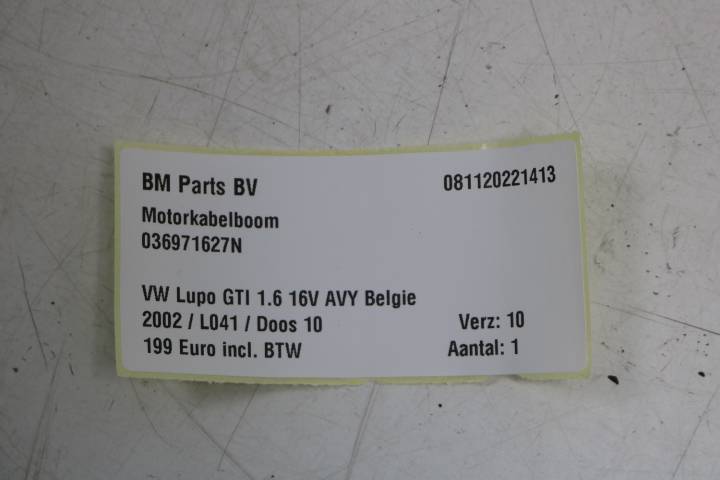 BM Parts BV 081120221413
Motorkabelboom
036971627N
VW Lupo GTI 1.6 16V AVY Belgie
2002 / L041 / Doos 10 Verz: 10
199 Euro incl. BTW Aantal: 1